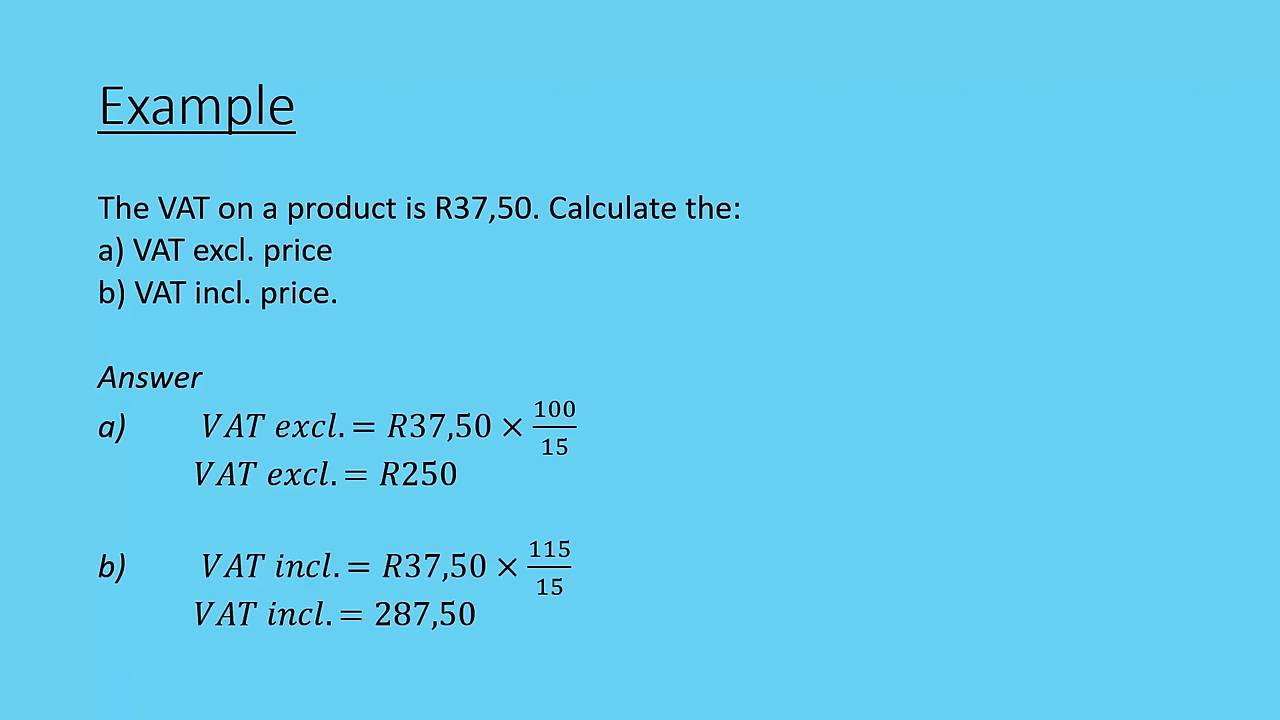 Example
The VAT on a product is R37,50. Calculate the:
a) VAT excl. price
b) VAT incl. price.
Answer
a) VAT excl. = R37,50 × 100/15
VAT excl. = R250
b) VAT incl. = R37,50 × 115/15
VAT incl. = 287,50